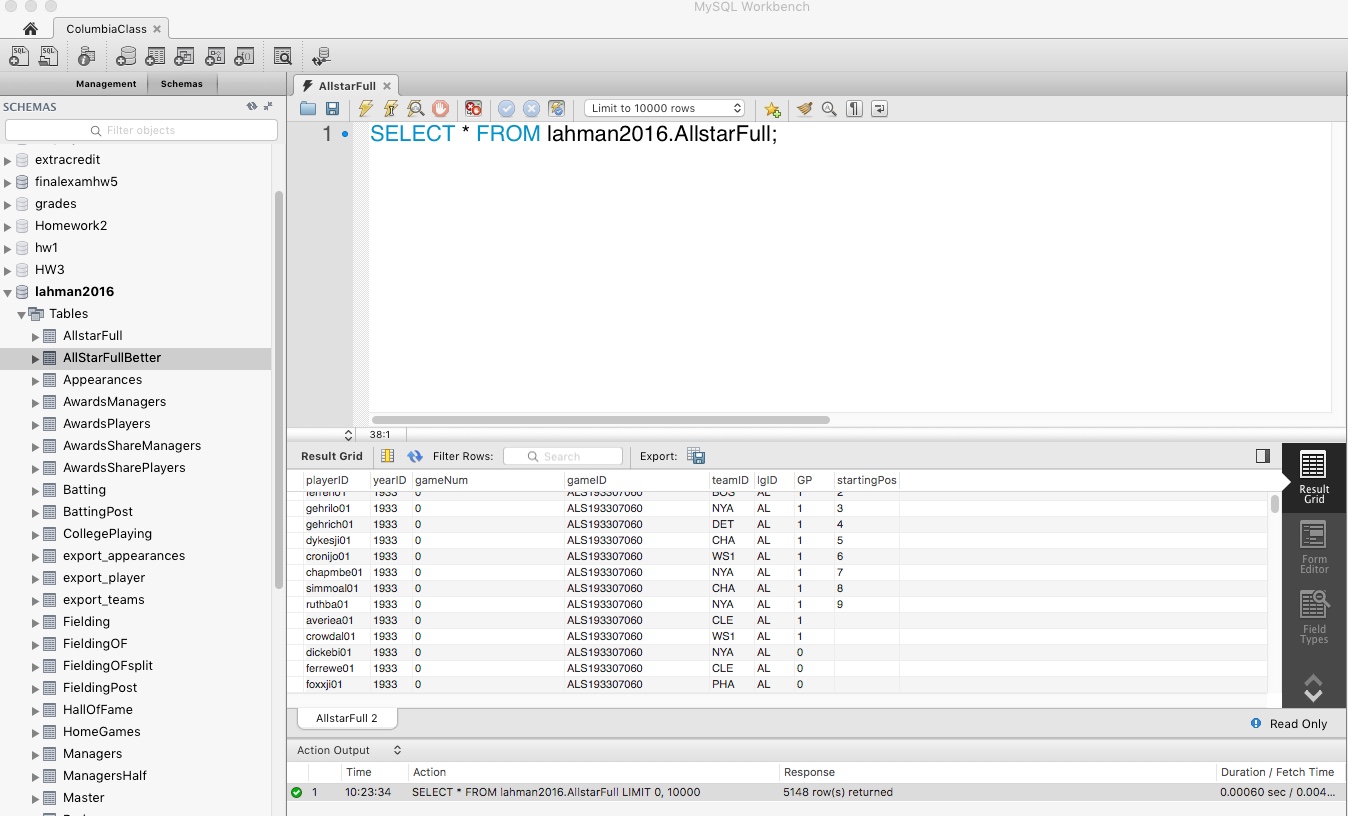 MySQL Workbench
ColumbiaClass
Management Schemas
SCHEMAS
Filter objects
extracredit
finalexamhw5
grades
Homework2
hw1
HW3
lahman2016
Tables
AllstarFull
AllStarFullBetter
Appearances
AwardsManagers
AwardsPlayers
AwardsShareManagers
AwardsSharePlayers
Batting
BattingPost
CollegePlaying
export_appearances
export_player
export_teams
Fielding
FieldingOF
FieldingOFsplit
FieldingPost
HallOfFame
HomeGames
Managers
ManagersHalf
Master
AllstarFull
Limit to 10000 rows
1 SELECT * FROM lahman2016.AllstarFull;
38:1
Result Grid Filter Rows: Search Export:
playerID yearID gameNum gameID teamID lgID GP startingPos
1933 0 ALS193307060 BOS AL 1 2
gehrilo01 1933 0 ALS193307060 NYA AL 1 3
gehrich01 1933 0 ALS193307060 DET AL 1 4
dykesji01 1933 0 ALS193307060 CHA AL 1 5
cronijo01 1933 0 ALS193307060 WS1 AL 1 6
chapmbe01 1933 0 ALS193307060 NYA AL 1 7
simmoal01 1933 0 ALS193307060 CHA AL 1 8
ruthba01 1933 0 ALS193307060 NYA AL 1 9
averiea01 1933 0 ALS193307060 CLE AL 1
crowdal01 1933 0 ALS193307060 WS1 AL 1
dickebi01 1933 0 ALS193307060 NYA AL 0
ferrewe01 1933 0 ALS193307060 CLE AL 0
foxxji01 1933 0 ALS193307060 PHA AL 0
Result
Grid
Form
Editor
Field
Types
AllstarFull 2
Read Only
Action Output
Time Action Response Duration / Fetch Time
1 10:23:34 SELECT * FROM lahman2016.AllstarFull LIMIT 0, 10000 5148 row(s) returned 0.00060 sec / 0.004...